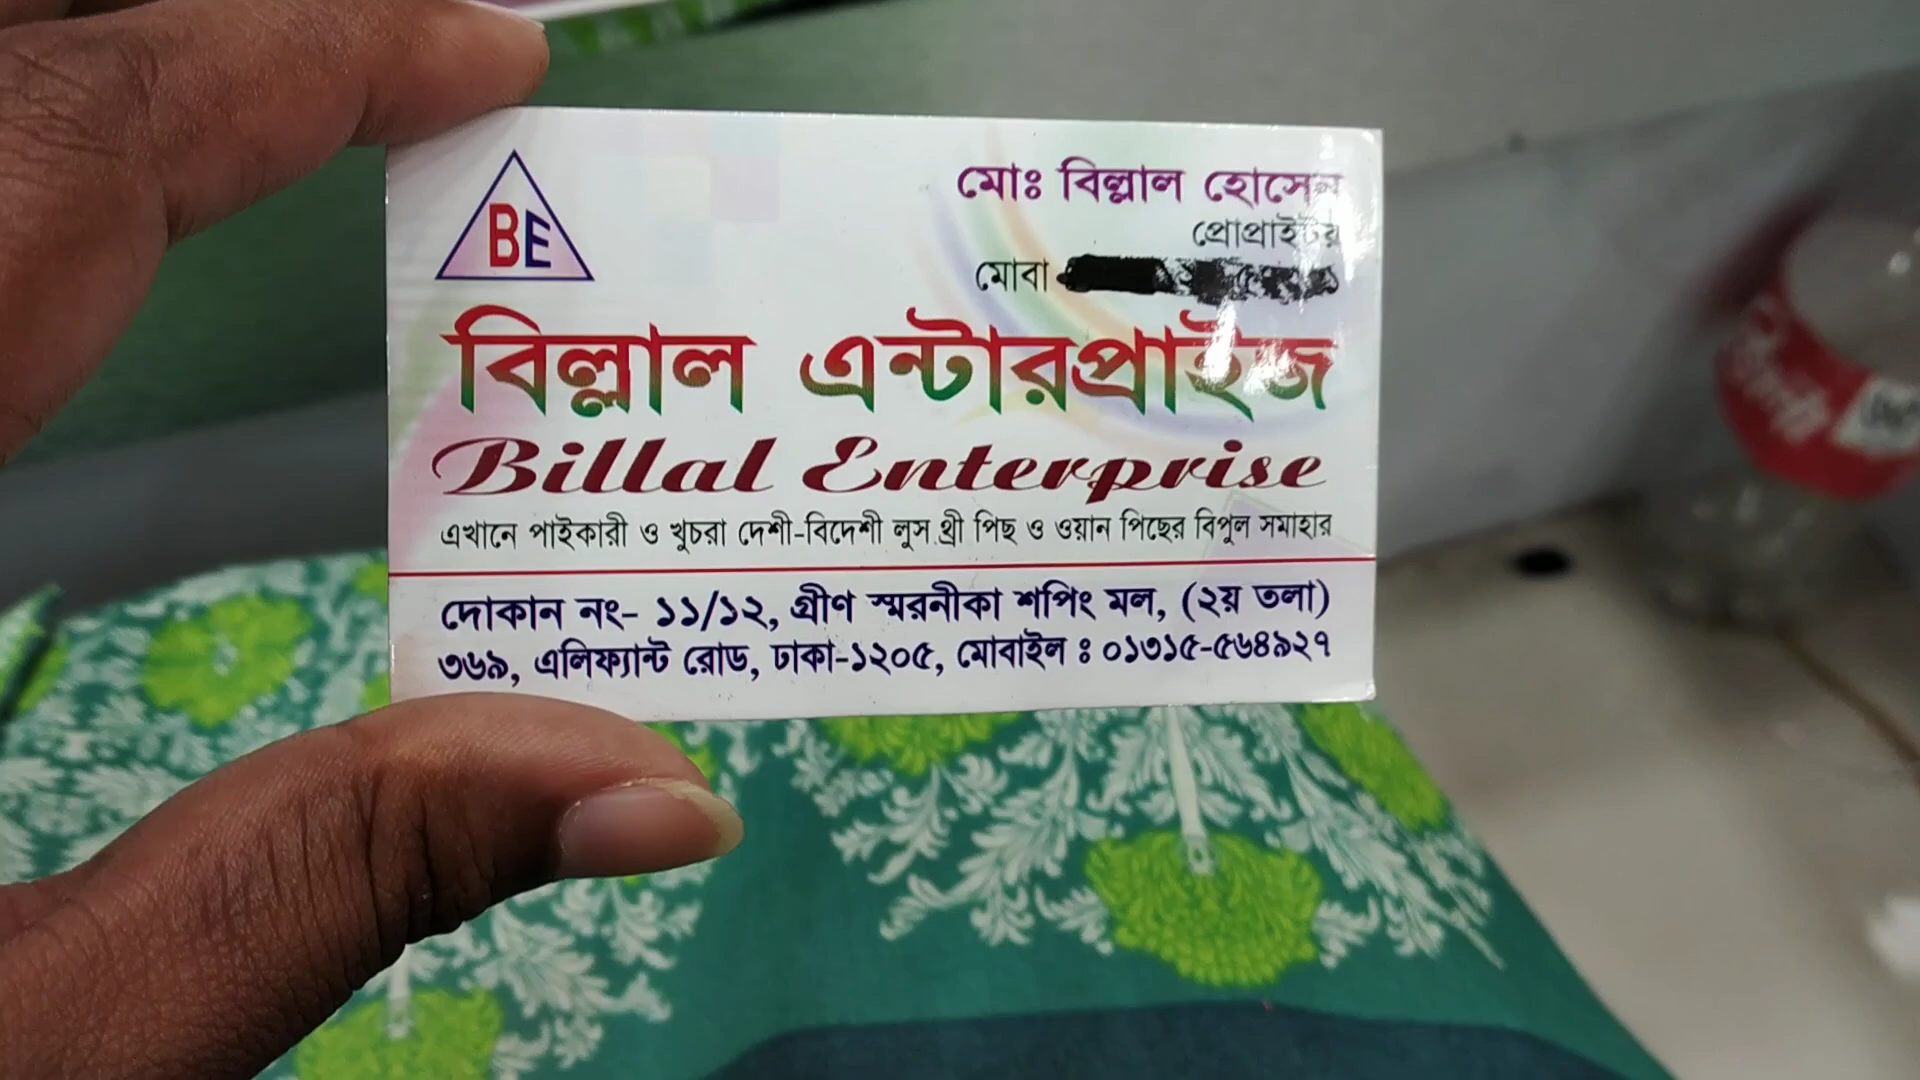 BE
মোঃ বিল্লাল হোসেন
প্রোপ্রাইটর
মোবা
বিল্লাল এন্টারপ্রাইজ
Billal Enterprise
এখানে পাইকারী ও খুচরা দেশী-বিদেশী লুস থ্রী পিছ ও ওয়ান পিছের বিপুল সমাহার
দোকান নং- ১১/১২, গ্রীণ স্মরনীকা শপিং মল, (২য় তলা)
৩৬৯, এলিফ্যান্ট রোড, ঢাকা-১২০৫, মোবাইল ঃ ০১৩১৫-৫৬৪৯২৭